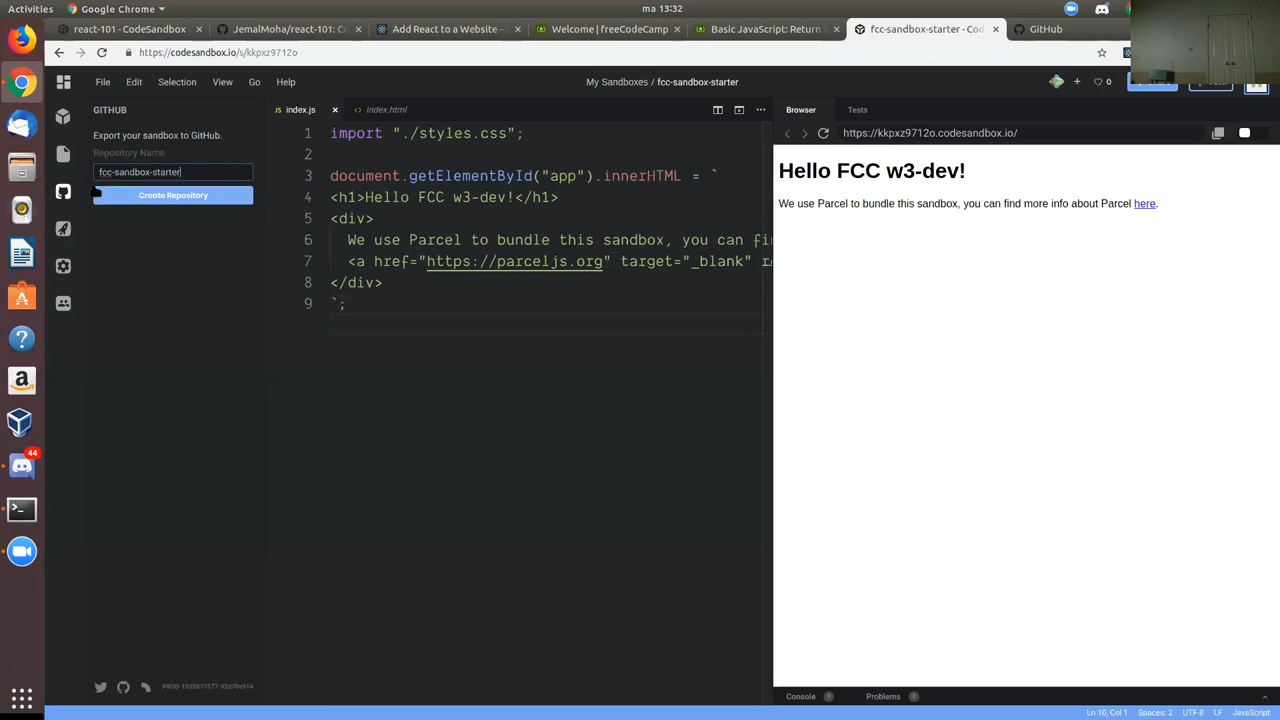 Activities
Google Chrome
ma 13:32
react-101 - CodeSandbox
JemalMoha/react-101: C
Add React to a Website –
Welcome | freeCodeCamp
Basic JavaScript: Return
fcc-sandbox-starter - Co
GitHub
https://codesandbox.io/s/kkpxz9712o
File Edit Selection View Go Help
My Sandboxes / fcc-sandbox-starter
0
GITHUB
Export your sandbox to GitHub.
Repository Name
fcc-sandbox-starter
Create Repository
index.js
index.html
1 import "./styles.css";
2
3 document.getElementById("app").innerHTML = `
4 <h1>Hello FCC w3-dev!</h1>
5 <div>
6 We use Parcel to bundle this sandbox, you can fi
7 <a href="https://parceljs.org" target="_blank" r
8 </div>
9 `;
Browser
Tests
https://kkpxz9712o.codesandbox.io/
Hello FCC w3-dev!
We use Parcel to bundle this sandbox, you can find more info about Parcel here.
44
Console 0
Problems
Ln 10, Col 1 Spaces: 2 UTF-8 LF JavaScript